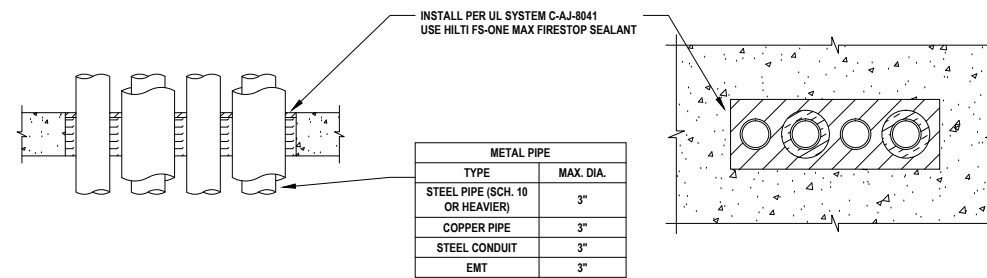 INSTALL PER UL SYSTEM C-AJ-8041
USE HILTI FS-ONE MAX FIRESTOP SEALANT
METAL PIPE
TYPE MAX. DIA.
STEEL PIPE (SCH. 10
OR HEAVIER) 3"
COPPER PIPE 3"
STEEL CONDUIT 3"
EMT 3"